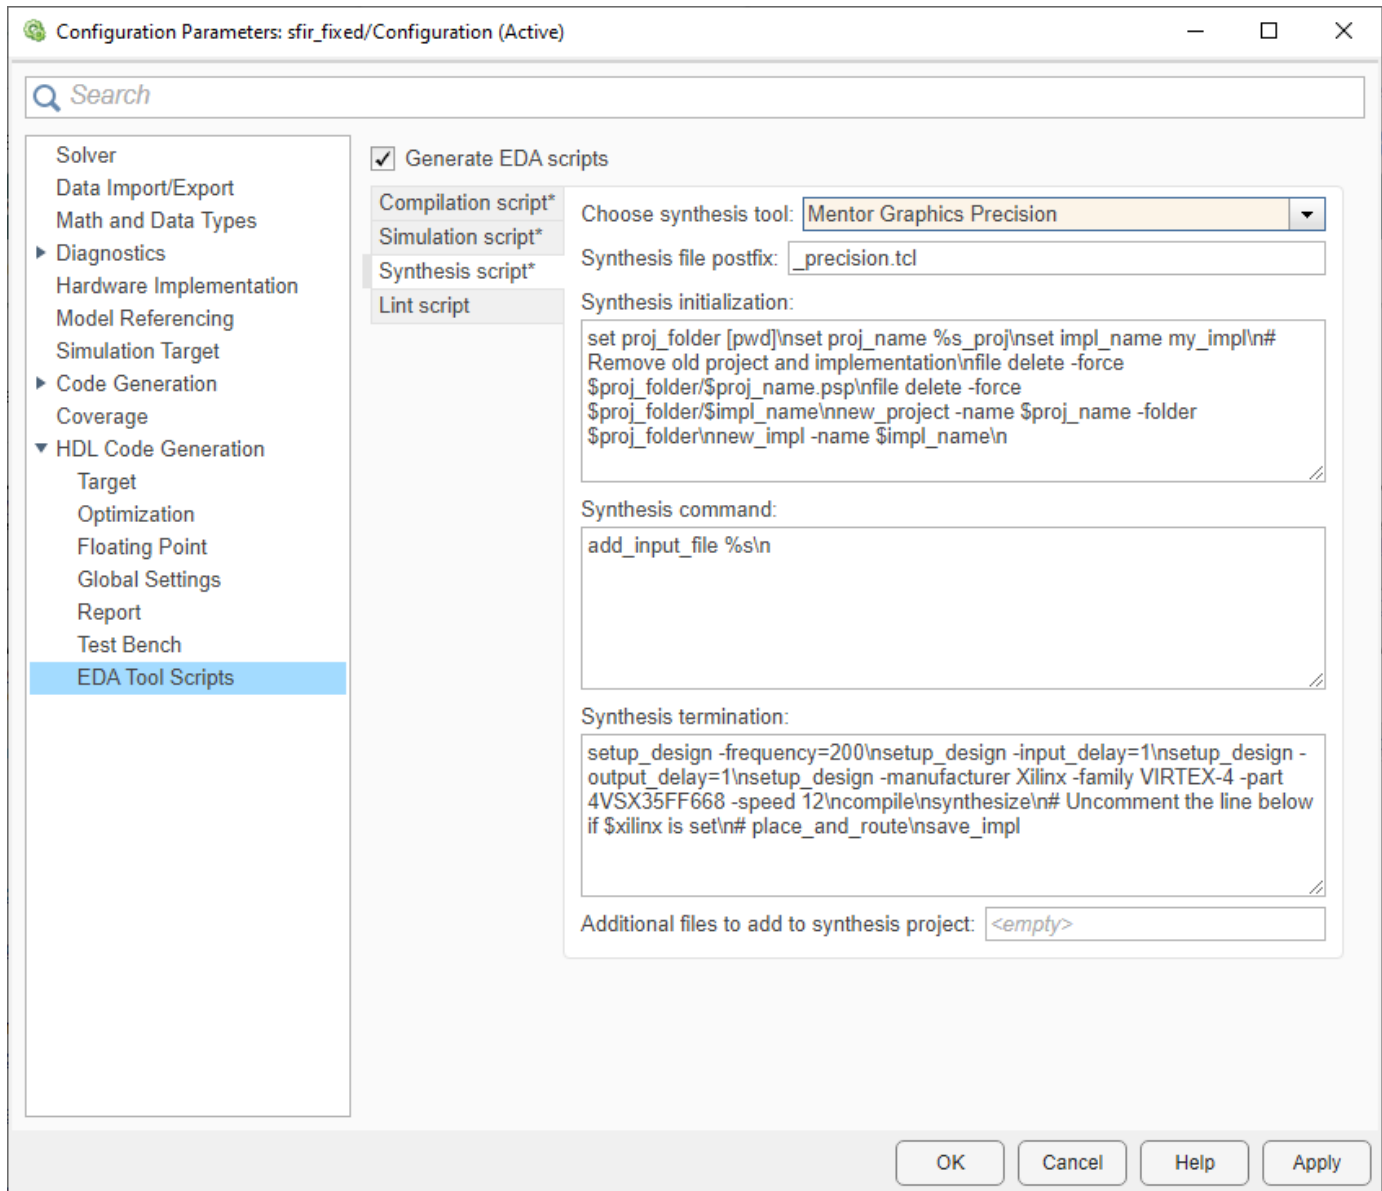 Configuration Parameters: sfir_fixed/Configuration (Active)
Search
Solver
Data Import/Export
Math and Data Types
Diagnostics
Hardware Implementation
Model Referencing
Simulation Target
Code Generation
Coverage
HDL Code Generation
Target
Optimization
Floating Point
Global Settings
Report
Test Bench
EDA Tool Scripts
Generate EDA scripts
Compilation script*
Simulation script*
Synthesis script*
Lint script
Choose synthesis tool: Mentor Graphics Precision
Synthesis file postfix: _precision.tcl
Synthesis initialization:
set proj_folder [pwd]\nset proj_name %s_proj\nset impl_name my_impl\n#
Remove old project and implementation\nfile delete -force
$proj_folder/$proj_name.psp\nfile delete -force
$proj_folder/$impl_name\nnew_project -name $proj_name -folder
$proj_folder\nnew_impl -name $impl_name\n
Synthesis command:
add_input_file %s\n
Synthesis termination:
setup_design -frequency=200\nsetup_design -input_delay=1\nsetup_design -
output_delay=1\nsetup_design -manufacturer Xilinx -family VIRTEX-4 -part
4VSX35FF668 -speed 12\ncompile\nsynthesize\n# Uncomment the line below
if $xilinx is set\n# place_and_route\nsave_impl
Additional files to add to synthesis project: <empty>
OK
Cancel
Help
Apply